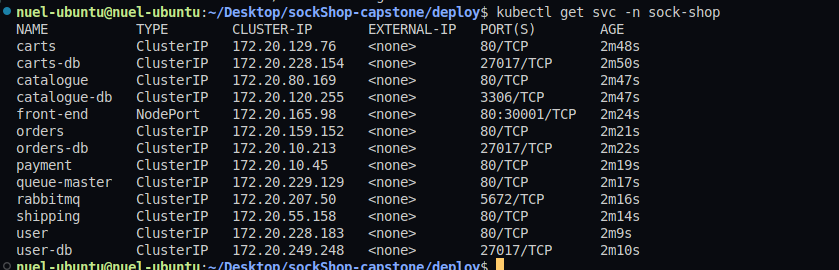 nuel-ubuntu@nuel-ubuntu:~/Desktop/sockShop-capstone/deploy$ kubectl get svc -n sock-shop
NAME TYPE CLUSTER-IP EXTERNAL-IP PORT(S) AGE
carts ClusterIP 172.20.129.76 <none> 80/TCP 2m48s
carts-db ClusterIP 172.20.228.154 <none> 27017/TCP 2m50s
catalogue ClusterIP 172.20.80.169 <none> 80/TCP 2m47s
catalogue-db ClusterIP 172.20.120.255 <none> 3306/TCP 2m46s
front-end NodePort 172.20.165.98 <none> 80:30001/TCP 2m24s
orders ClusterIP 172.20.159.152 <none> 80/TCP 2m21s
orders-db ClusterIP 172.20.10.213 <none> 27017/TCP 2m22s
payment ClusterIP 172.20.10.45 <none> 80/TCP 2m19s
queue-master ClusterIP 172.20.229.129 <none> 80/TCP 2m17s
rabbitmq ClusterIP 172.20.207.50 <none> 5672/TCP 2m16s
shipping ClusterIP 172.20.55.158 <none> 80/TCP 2m14s
user ClusterIP 172.20.228.183 <none> 80/TCP 2m9s
user-db ClusterIP 172.20.249.248 <none> 27017/TCP 2m10s
nuel-ubuntu@nuel-ubuntu:~/Desktop/sockShop-capstone/deploy$